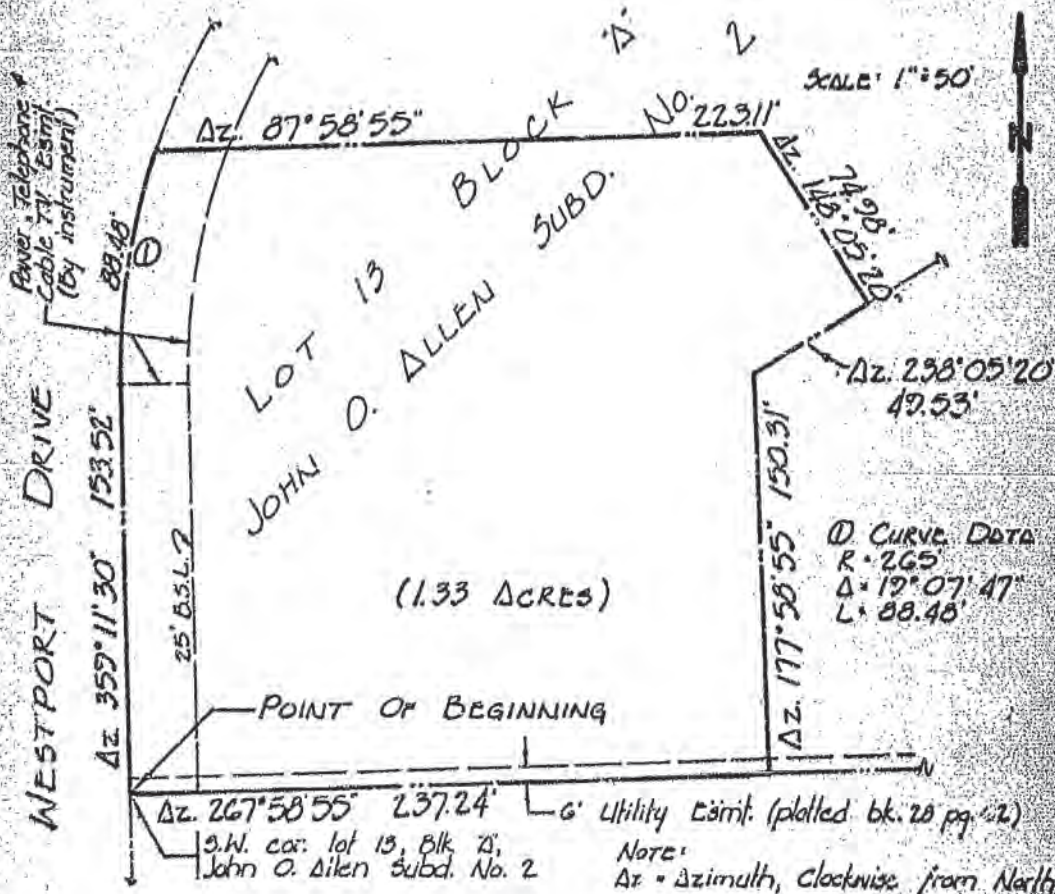 SCALE: 1"=50'
N
Az. 87°58'55" 223.11'
Power, Telephone &
Cable TV Esmt.
(By instrument)
88.48'
①
Az. 148°05'20"
74.98'
LOT 13 BLOCK 'A'
JOHN O. ALLEN SUBD. No. 2
Az. 238°05'20"
49.53'
WESTPORT DRIVE
Az 359°11'30" 153.52'
25' B.S.L.
(1.33 ACRES)
Az. 177°58'55" 150.31'
① CURVE DATA
R = 265'
Δ = 19°07'47"
L = 88.48'
POINT OF BEGINNING
Az. 267°58'55" 237.24'
6' Utility Esmt. (platted bk. 28 pg.
S.W. cor. lot 13, Blk 'A',
John O. Allen Subd. No. 2
NOTE:
Az = Azimuth, Clockwise from North